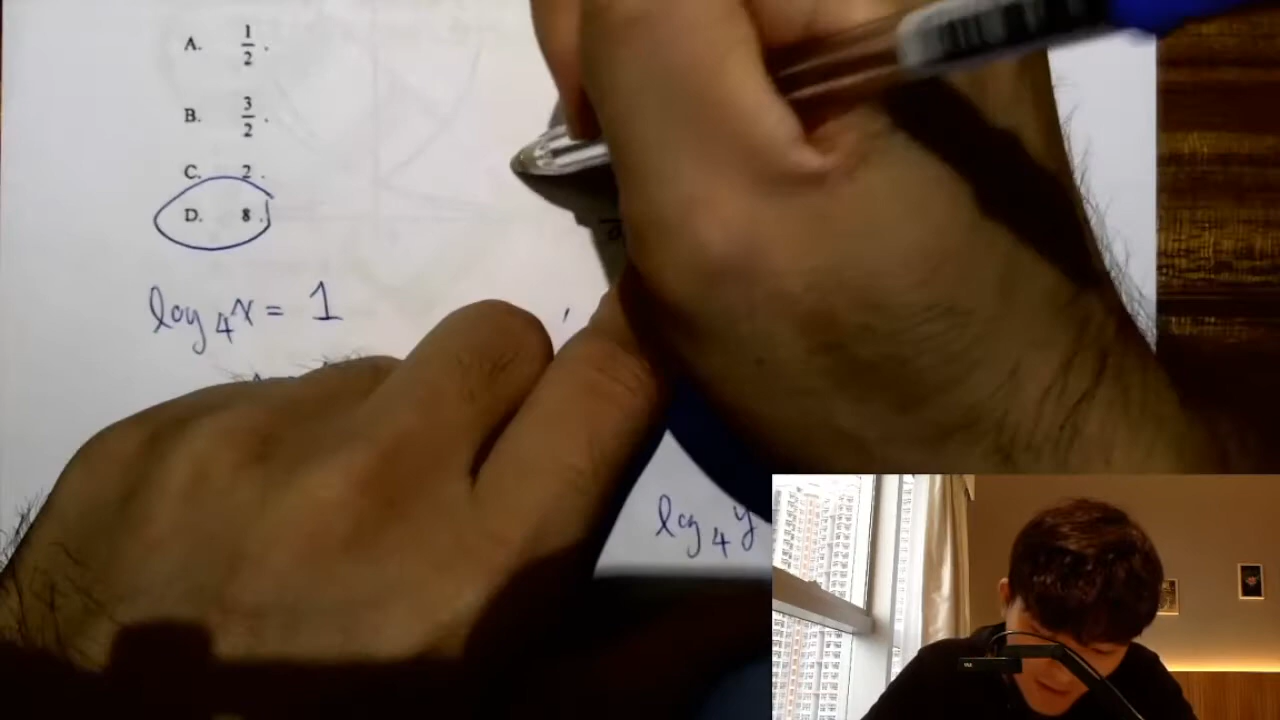 A. 1/2 .
B. 3/2 .
C. 2 .
D. 8 .
log₄x = 1
log₄y